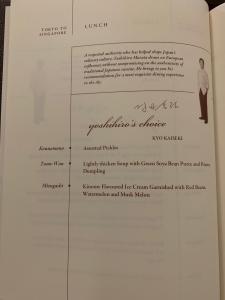 TOKYO TO
SINGAPORE
LUNCH
A respected authority who has helped shape Japan's
culinary culture, Yoshihiro Murata draws on European
influences without compromising on the authenticity of
traditional Japanese cuisine. He brings to you his
recommendation for a most exquisite dining experience
in the sky.
yoshihiro's choice
KYO KAISEKI
Kounomono • Assorted Pickles
Tome-Wan • Lightly thicken Soup with Green Soya Bean Puree and Prawn
Dumpling
Mizugashi • Kinome Flavoured Ice Cream Garnished with Red Bean
Watermelon and Musk Melon